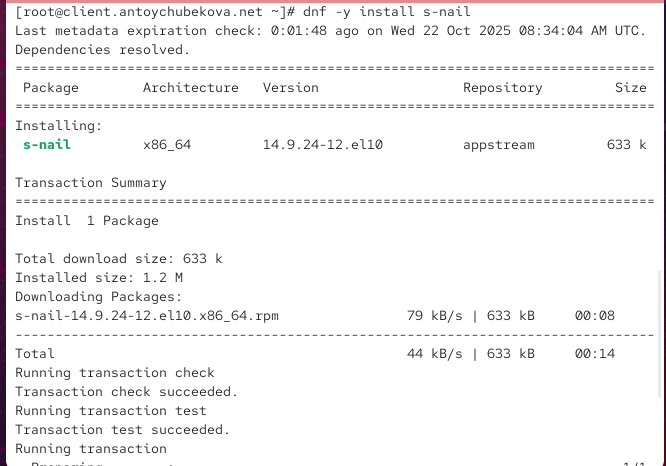 [root@client.antoychubekova.net ~]# dnf -y install s-nail
Last metadata expiration check: 0:01:48 ago on Wed 22 Oct 2025 08:34:04 AM UTC.
Dependencies resolved.
================================================================================
Package Architecture Version Repository Size
================================================================================
Installing:
s-nail x86_64 14.9.24-12.el10 appstream 633 k
Transaction Summary
================================================================================
Install 1 Package
Total download size: 633 k
Installed size: 1.2 M
Downloading Packages:
s-nail-14.9.24-12.el10.x86_64.rpm 79 kB/s | 633 kB 00:08
--------------------------------------------------------------------------------
Total 44 kB/s | 633 kB 00:14
Running transaction check
Transaction check succeeded.
Running transaction test
Transaction test succeeded.
Running transaction